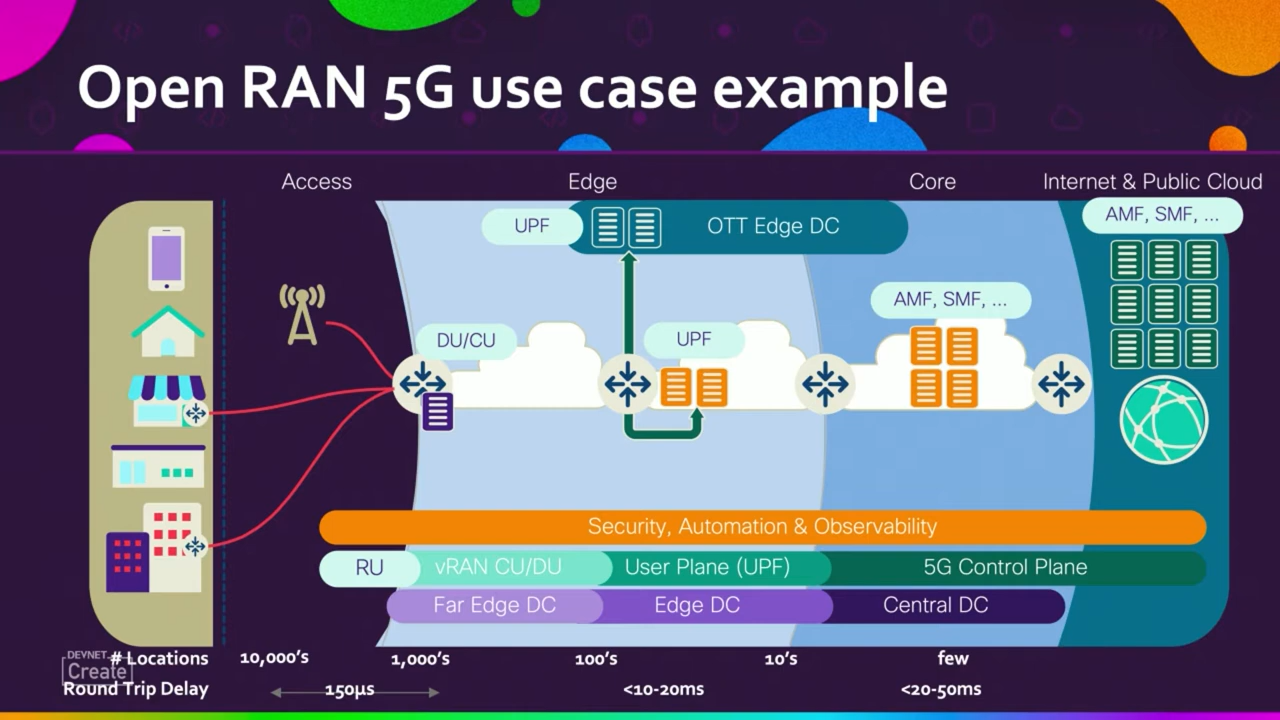 Open RAN 5G use case example
Access
Edge
Core
Internet & Public Cloud
UPF
OTT Edge DC
AMF, SMF, ...
AMF, SMF, ...
DU/CU
UPF
Security, Automation & Observability
RU
vRAN CU/DU
User Plane (UPF)
5G Control Plane
Far Edge DC
Edge DC
Central DC
DEVNET
Create
# Locations
10,000's
1,000's
100's
10's
few
Round Trip Delay
150µs
<10-20ms
<20-50ms